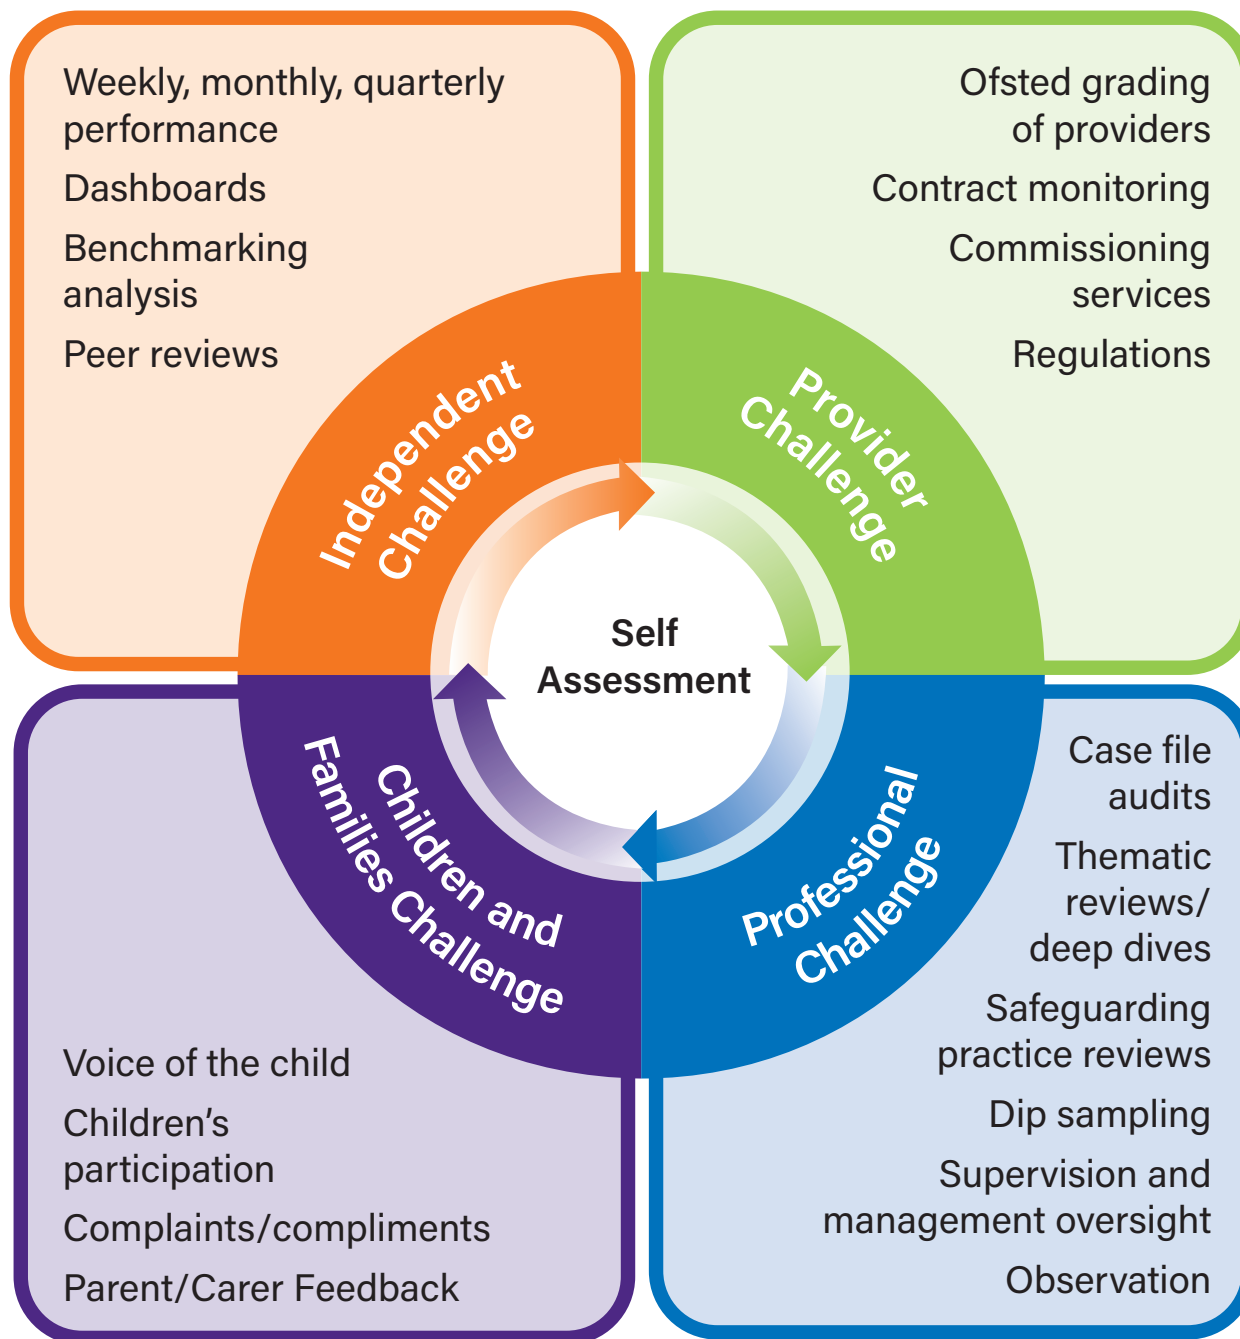 Weekly, monthly, quarterly
performance
Dashboards
Benchmarking
analysis
Peer reviews
Ofsted grading
of providers
Contract monitoring
Commissioning
services
Regulations
Independent
Challenge
Provider
Challenge
Self
Assessment
Children and
Families Challenge
Professional
Challenge
Voice of the child
Children’s
participation
Complaints/compliments
Parent/Carer Feedback
Case file
audits
Thematic
reviews/
deep dives
Safeguarding
practice reviews
Dip sampling
Supervision and
management oversight
Observation